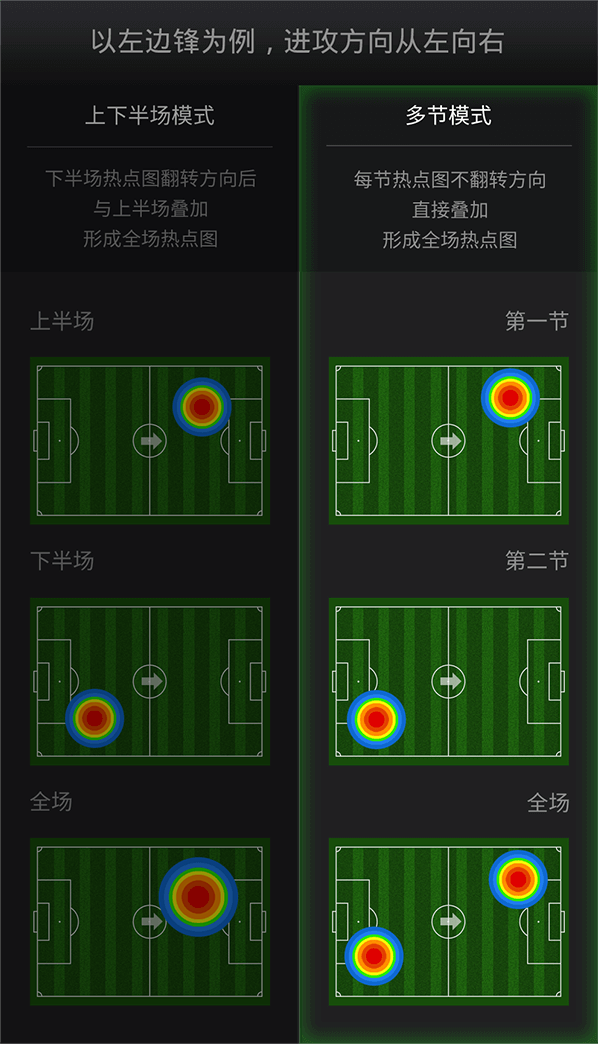 以左边锋为例，进攻方向从左向右
上下半场模式
下半场热点图翻转方向后
与上半场叠加
形成全场热点图
上半场
下半场
全场
多节模式
每节热点图不翻转方向
直接叠加
形成全场热点图
第一节
第二节
全场